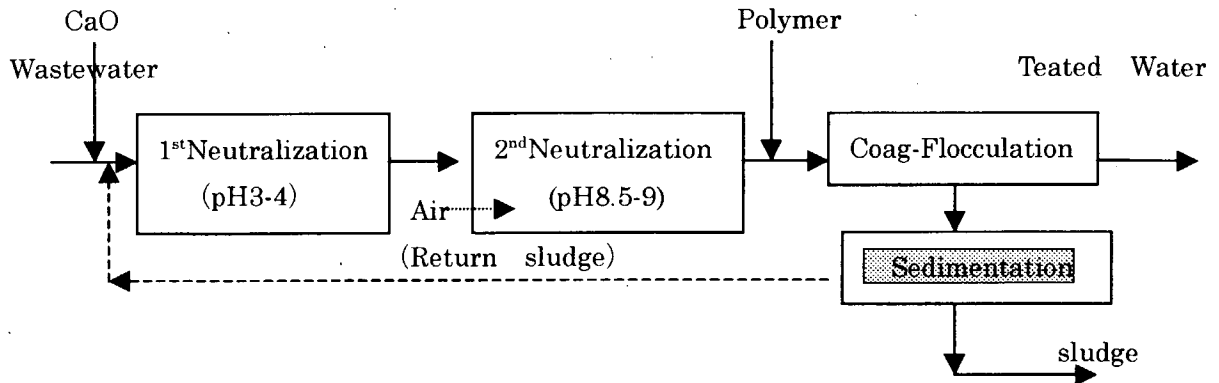 CaO
Polymer
Wastewater
Teated Water
1stNeutralization
(pH3-4)
2ndNeutralization
(pH8.5-9)
Coag-Flocculation
Air
(Return sludge)
Sedimentation
sludge